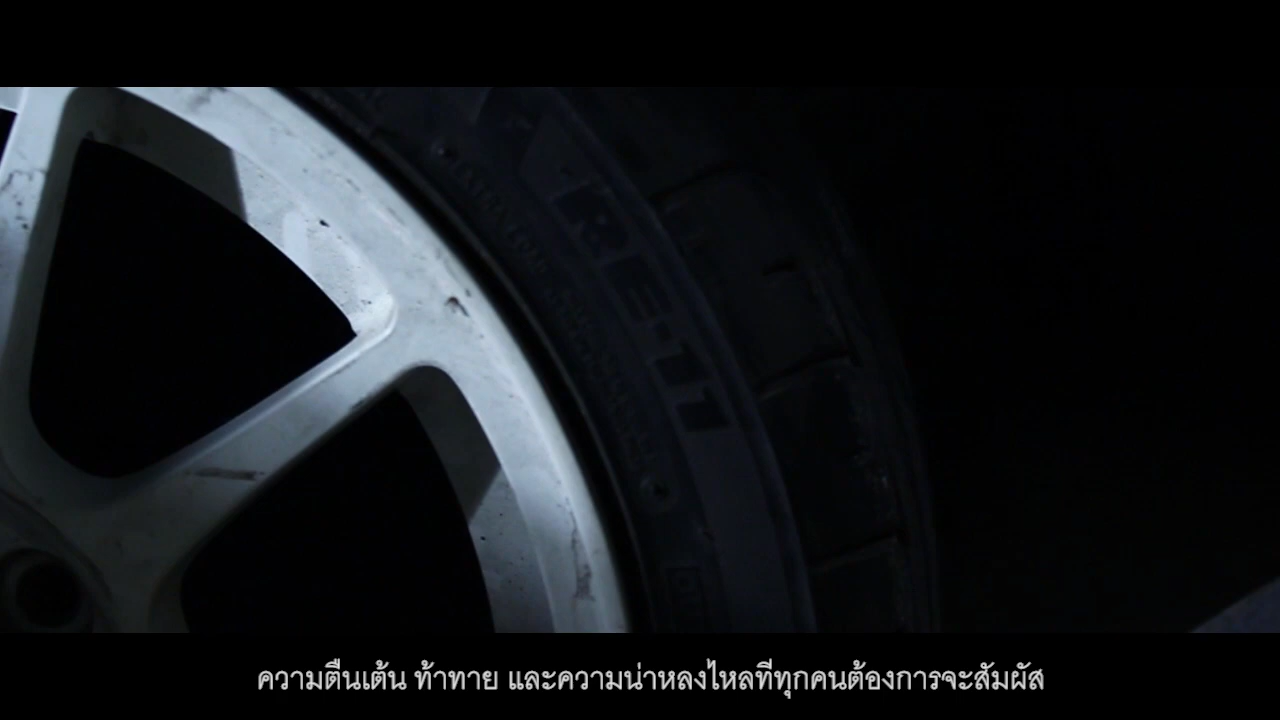 RE-11
ความตื่นเต้น ท้าทาย และความน่าหลงไหลที่ทุกคนต้องการจะสัมผัส